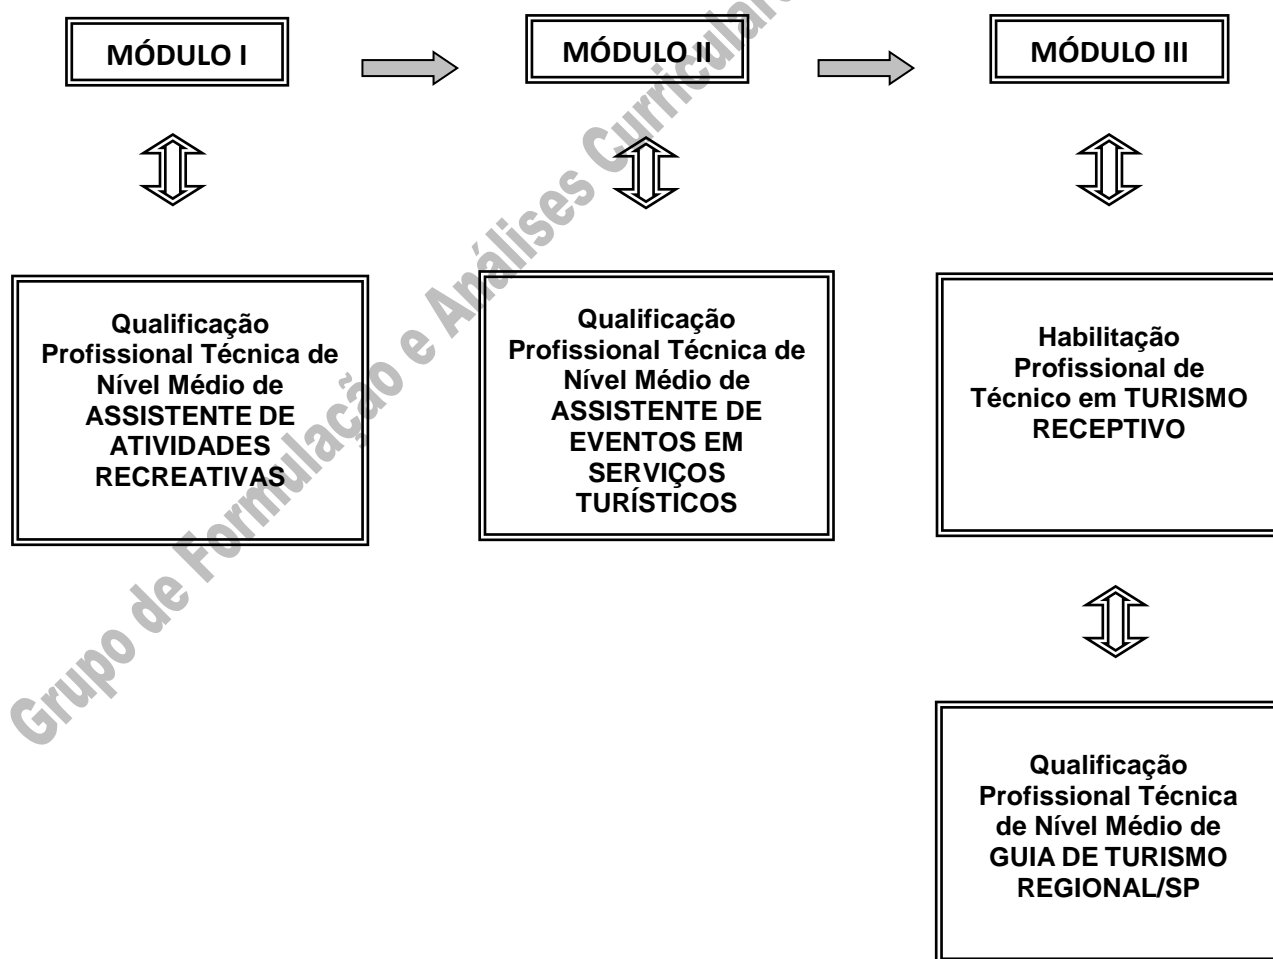 MÓDULO I
MÓDULO II
MÓDULO III
Qualificação
Profissional Técnica de
Nível Médio de
ASSISTENTE DE
ATIVIDADES
RECREATIVAS
Qualificação
Profissional Técnica de
Nível Médio de
ASSISTENTE DE
EVENTOS EM
SERVIÇOS
TURÍSTICOS
Habilitação
Profissional de
Técnico em TURISMO
RECEPTIVO
Qualificação
Profissional Técnica
de Nível Médio de
GUIA DE TURISMO
REGIONAL/SP
Grupo de Formulação e Análises